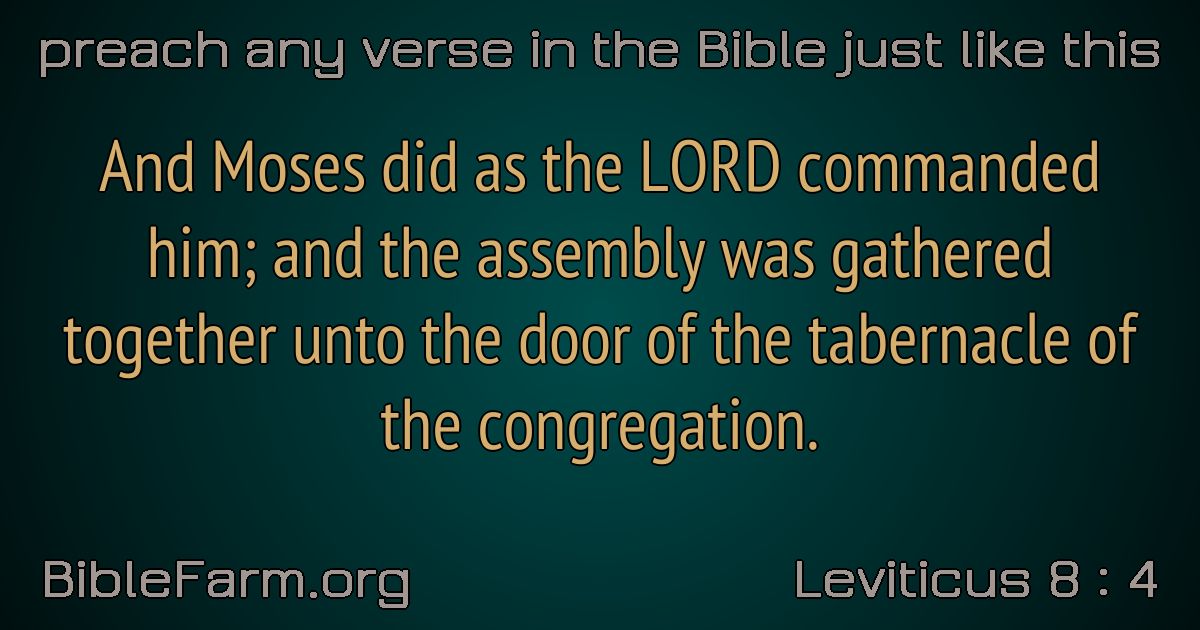 preach any verse in the Bible just like this
And Moses did as the LORD commanded
him; and the assembly was gathered
together unto the door of the tabernacle of
the congregation.
BibleFarm.org
Leviticus 8 : 4